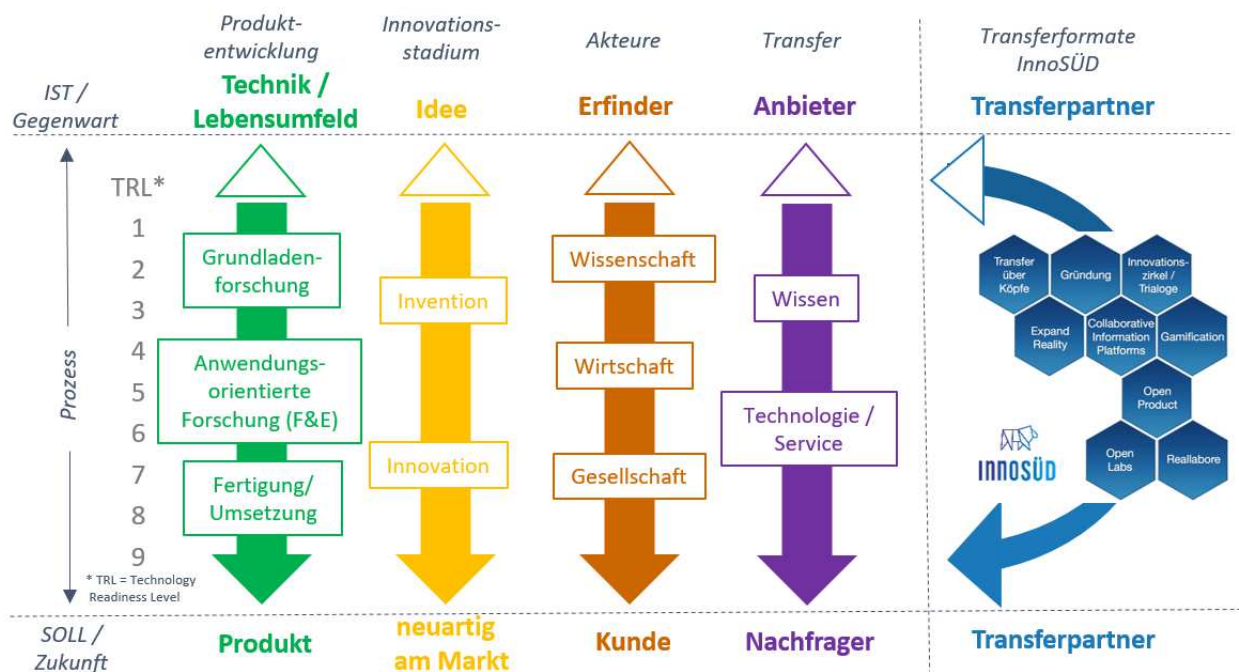 Produkt-
entwicklung
Innovations-
stadium
Akteure
Transfer
Transferformate
InnoSÜD
IST /
Gegenwart
Technik /
Lebensumfeld
Idee
Erfinder
Anbieter
Transferpartner
Prozess
TRL*
1
2
3
4
5
6
7
8
9
* TRL = Technology
Readiness Level
Grundladen-
forschung
Anwendungs-
orientierte
Forschung (F&E)
Fertigung/
Umsetzung
Invention
Innovation
Wissenschaft
Wirtschaft
Gesellschaft
Wissen
Technologie /
Service
Transfer
über
Köpfe
Gründung
Innovations-
zirkel /
Trialoge
Expand
Reality
Collaborative
Information
Platforms
Gamification
Open
Product
Open
Labs
Reallabore
INNOSÜD
SOLL /
Zukunft
Produkt
neuartig
am Markt
Kunde
Nachfrager
Transferpartner